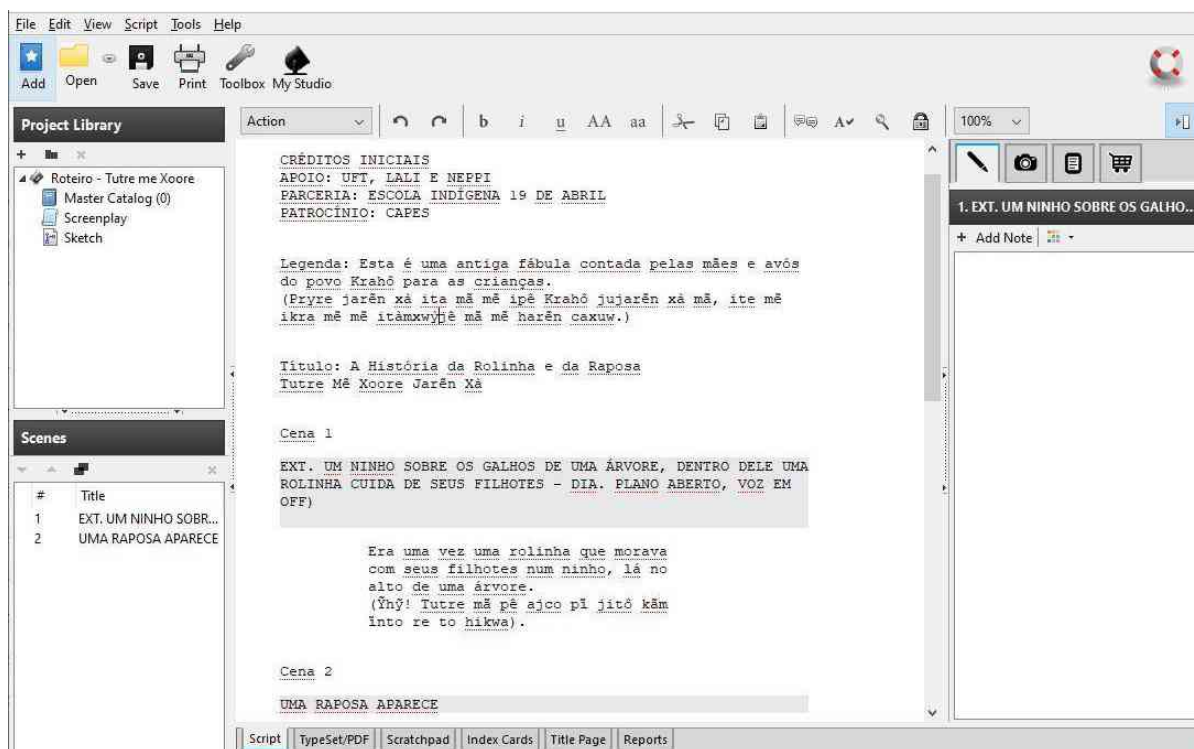 File Edit View Script Tools Help
Add Open Save Print Toolbox My Studio
Project Library
Roteiro - Tutre me Xoore
Master Catalog (0)
Screenplay
Sketch
Scenes
# Title
1 EXT. UM NINHO SOBR...
2 UMA RAPOSA APARECE
Action b i u AA aa 100%
CRÉDITOS INICIAIS
APOIO: UFT, LALI E NEPPI
PARCERIA: ESCOLA INDÍGENA 19 DE ABRIL
PATROCÍNIO: CAPES
Legenda: Esta é uma antiga fábula contada pelas mães e avós
do povo Krahô para as crianças.
(Pryre jarẽn xà ita mã mẽ ipê Krahô jujarẽn xà mã, ite mẽ
ikra mẽ mẽ itàmxwỳjê mã mẽ harẽn caxuw.)
Título: A História da Rolinha e da Raposa
Tutre Mẽ Xoore Jarẽn Xà
Cena 1
EXT. UM NINHO SOBRE OS GALHOS DE UMA ÁRVORE, DENTRO DELE UMA
ROLINHA CUIDA DE SEUS FILHOTES - DIA. PLANO ABERTO, VOZ EM
OFF)
Era uma vez uma rolinha que morava
com seus filhotes num ninho, lá no
alto de uma árvore.
(Ỹhỹ! Tutre mã pê ajco pĩ jitô kãm
ĩnto re to hikwa).
Cena 2
UMA RAPOSA APARECE
Script TypeSet/PDF Scratchpad Index Cards Title Page Reports
1. EXT. UM NINHO SOBRE OS GALHO...
+ Add Note